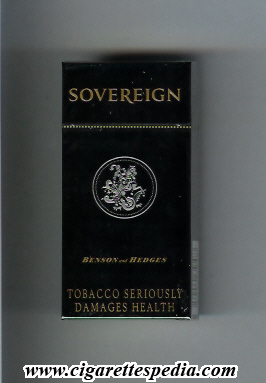 SOVEREIGN
BENSON and HEDGES
TOBACCO SERIOUSLY
DAMAGES HEALTH
www.cigarettespedia.com